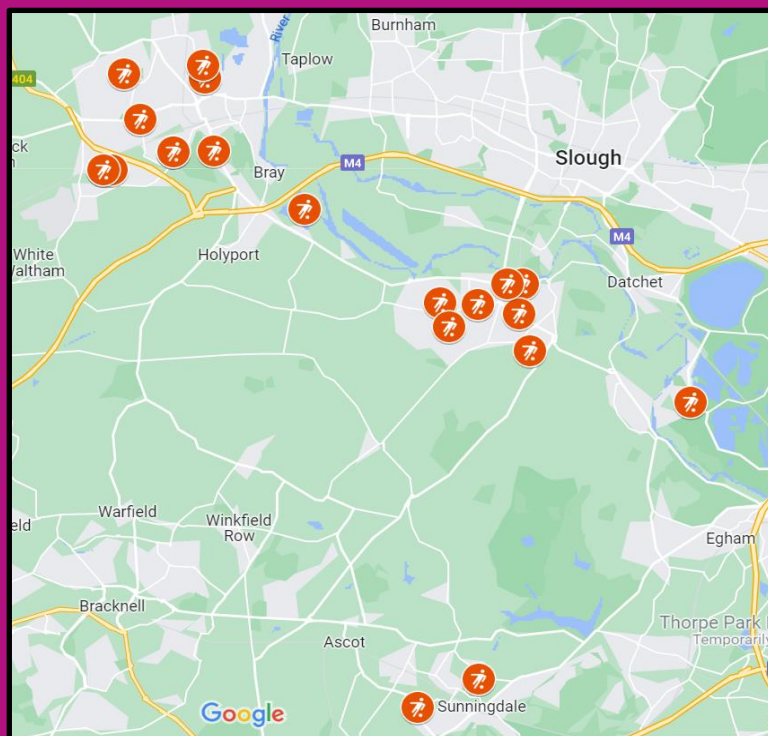 Burnham
River
Taplow
404
ck
Slough
M4
Bray
M4
White
Waltham
Holyport
Datchet
Warfield
eld
Winkfield
Row
Egham
Bracknell
Thorpe Park
Temporarily
Ascot
Sunningdale
Google